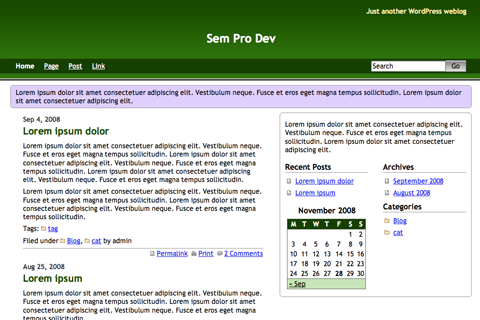 Just another WordPress weblog
Sem Pro Dev
Home Page Post Link
Search Go
Lorem ipsum dolor sit amet consectetuer adipiscing elit. Vestibulum neque. Fusce et eros eget magna tempus sollicitudin. Lorem ipsum dolor sit amet consectetuer adipiscing elit.
Sep 4, 2008
Lorem ipsum dolor
Lorem ipsum dolor sit amet consectetuer adipiscing elit. Vestibulum neque.
Fusce et eros eget magna tempus sollicitudin. Lorem ipsum dolor sit amet
consectetuer adipiscing elit. Vestibulum neque. Fusce et eros eget magna
tempus sollicitudin. Lorem ipsum dolor sit amet consectetuer adipiscing
elit. Vestibulum neque. Fusce et eros eget magna tempus sollicitudin.
Lorem ipsum dolor sit amet consectetuer adipiscing elit. Vestibulum neque.
Fusce et eros eget magna tempus sollicitudin. Lorem ipsum dolor sit amet
consectetuer adipiscing elit. Vestibulum neque. Fusce et eros eget magna
tempus sollicitudin.
Tags: tag
Filed under Blog, cat by admin
Permalink Print 2 Comments
Aug 25, 2008
Lorem ipsum
Lorem ipsum dolor sit amet consectetuer adipiscing elit. Vestibulum neque.
Fusce et eros eget magna tempus sollicitudin. Lorem ipsum dolor sit amet
consectetuer adipiscing elit. Vestibulum neque. Fusce et eros eget magna
Lorem ipsum dolor sit amet consectetuer adipiscing elit.
Vestibulum neque. Fusce et eros eget magna tempus
sollicitudin. Lorem ipsum dolor sit amet consectetuer
adipiscing elit.
Recent Posts
Lorem ipsum dolor
Lorem ipsum
November 2008
M T W T F S S
1 2
3 4 5 6 7 8 9
10 11 12 13 14 15 16
17 18 19 20 21 22 23
24 25 26 27 28 29 30
« Sep
Archives
September 2008
August 2008
Categories
Blog
cat